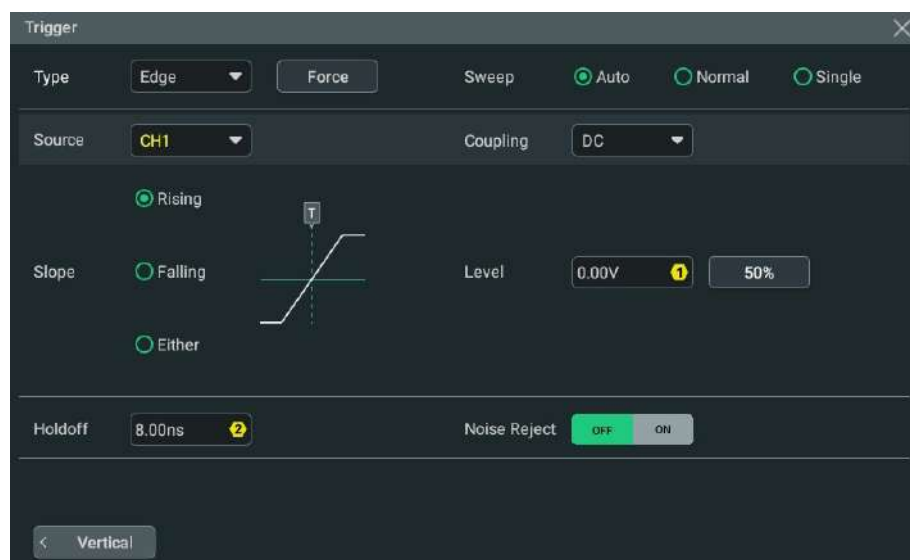 Trigger
Type Edge Force Sweep Auto Normal Single
Source CH1 Coupling DC
Rising
T
Slope Falling Level 0.00V 1 50%
Either
Holdoff 8.00ns 2 Noise Reject OFF ON
< Vertical